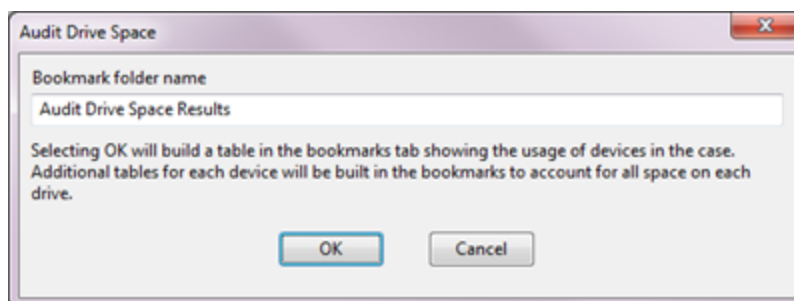 Audit Drive Space
Bookmark folder name
Audit Drive Space Results
Selecting OK will build a table in the bookmarks tab showing the usage of devices in the case.
Additional tables for each device will be built in the bookmarks to account for all space on each
drive.
OK Cancel